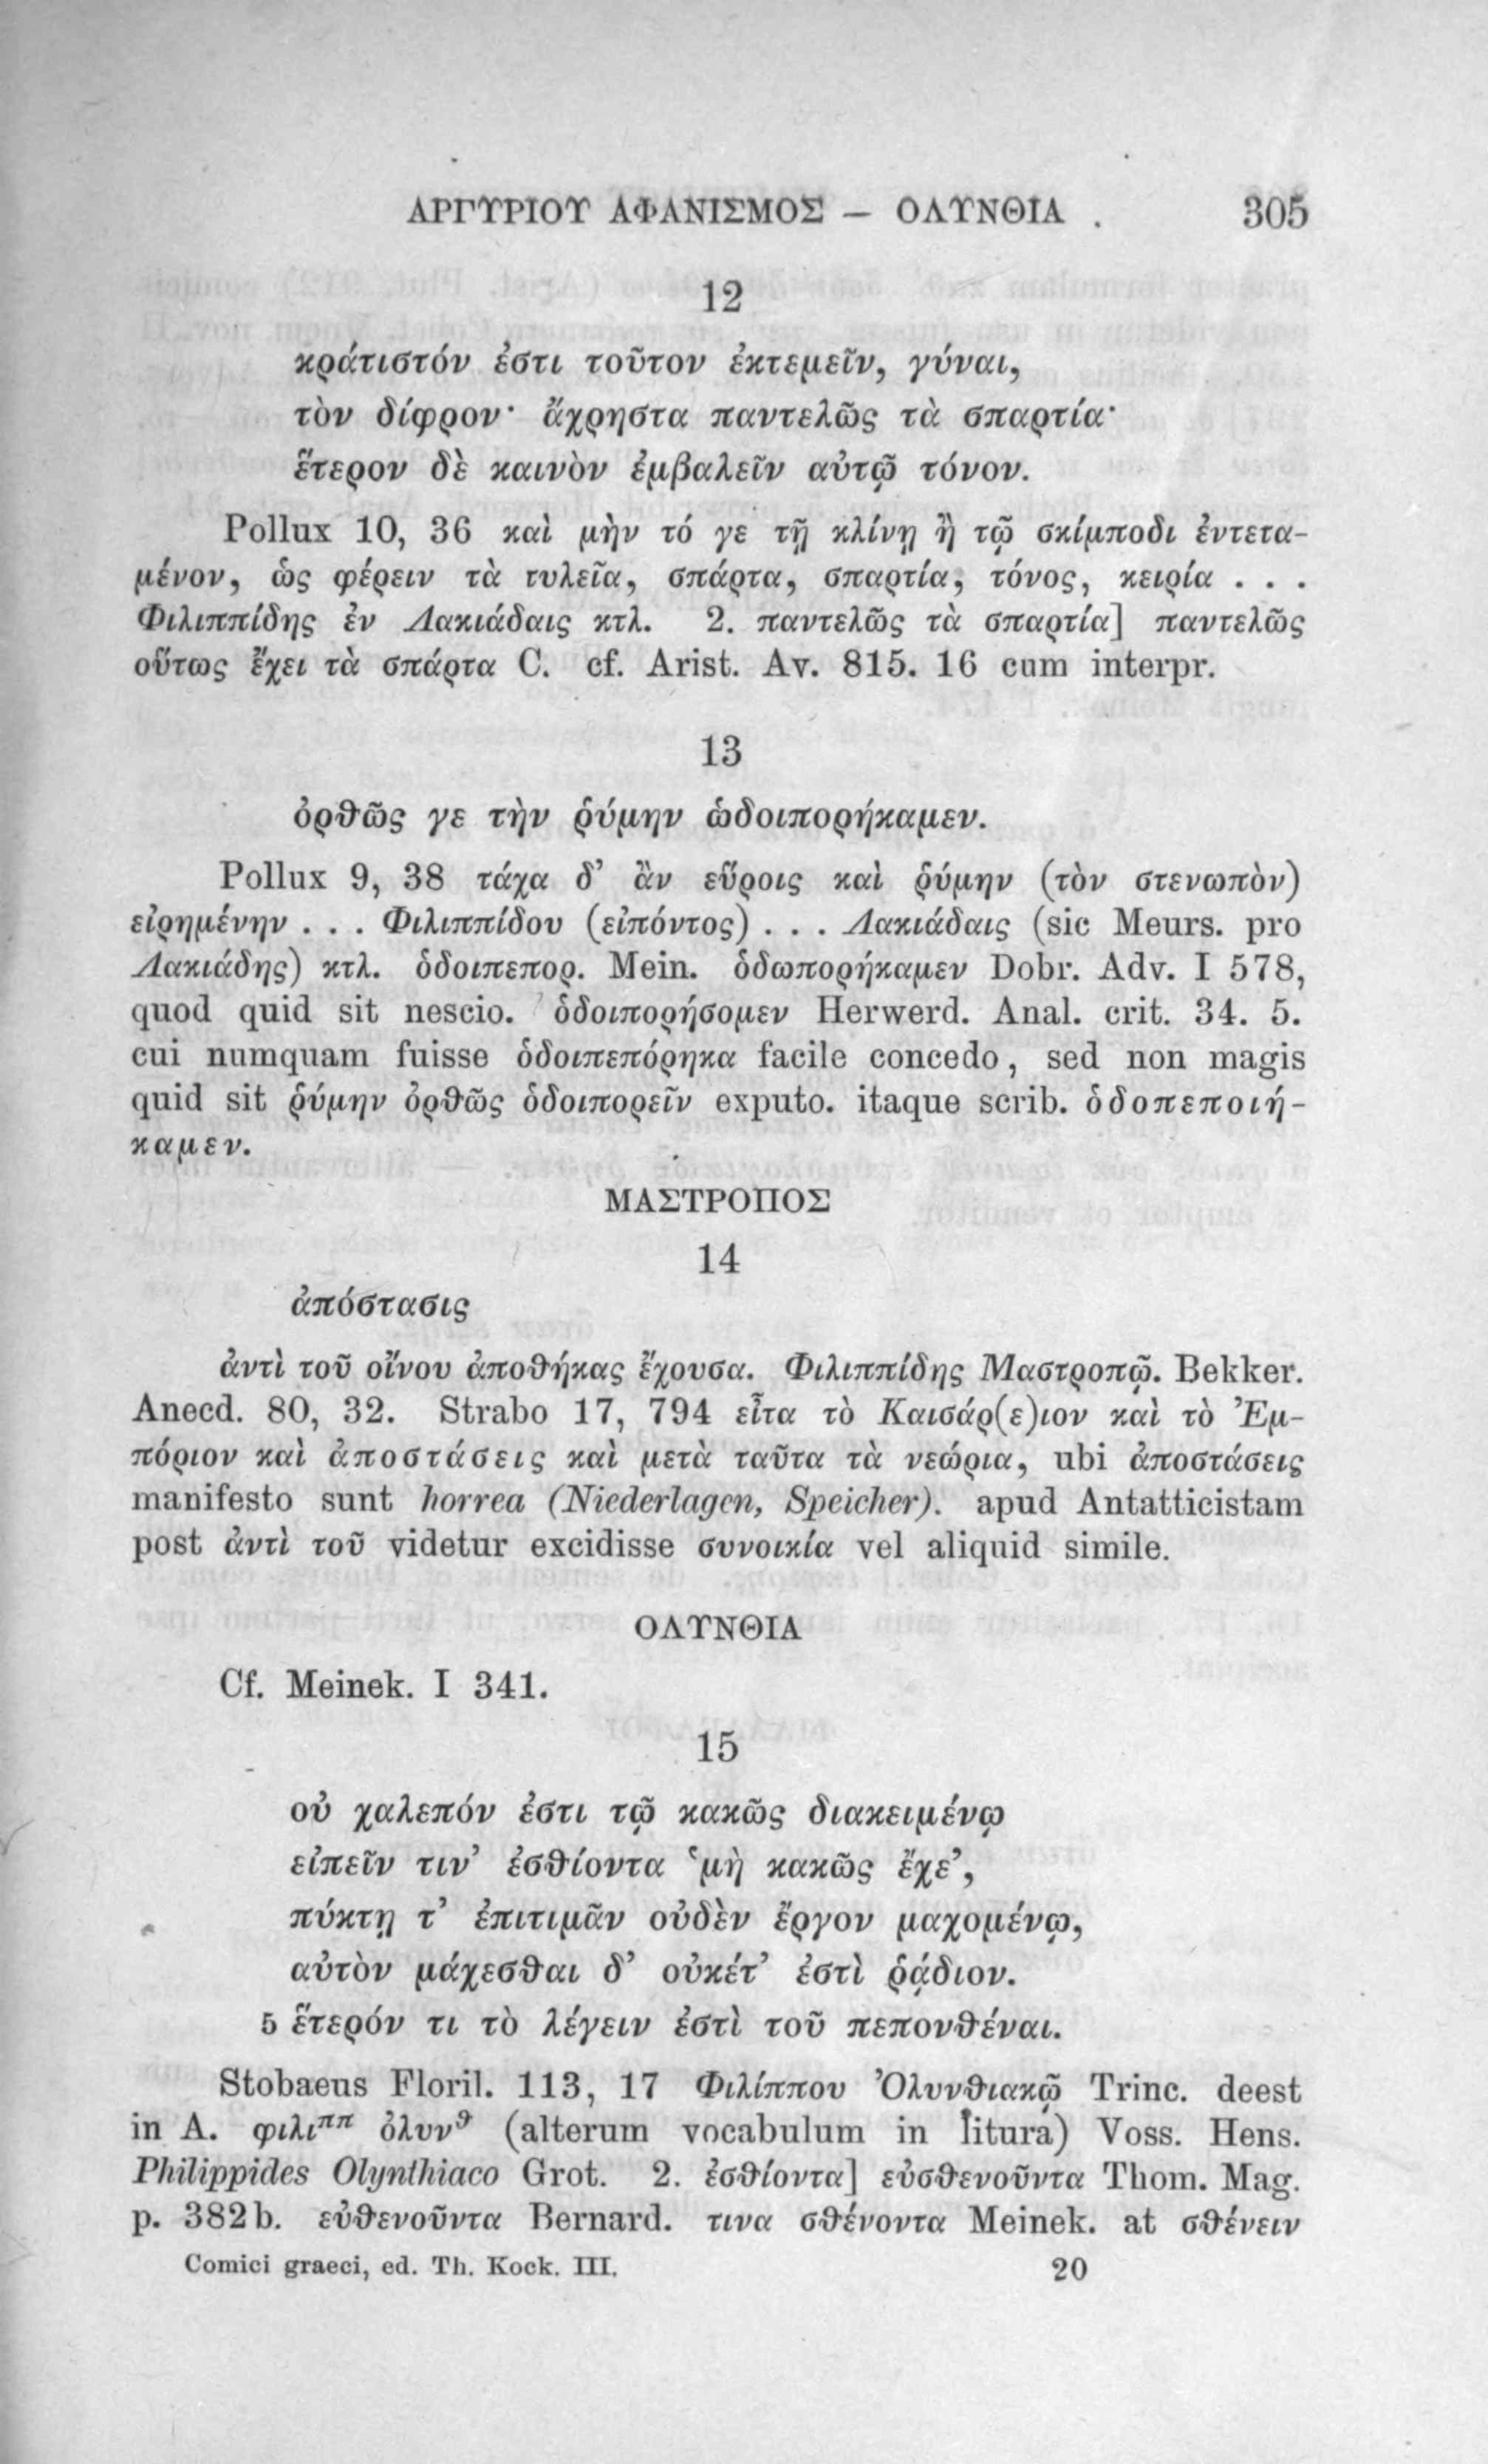 ΑΡΓΥΡΙΟΥ ΑΦΑΝΙΣΜΟΣ — ΟΛΥΝΘΙΑ . 305
12
κράτιστόν ἐστι τοῦτον ἐκτεμεῖν, γύναι,
τὸν δίφρον· ἄχρηστα παντελῶς τὰ σπαρτία·
ἕτερον δὲ καινὸν ἐμβαλεῖν αὐτῷ τόνον.
Pollux 10, 36 καὶ μὴν τό γε τῇ κλίνῃ ἢ τῷ σκίμποδι ἐντετα-
μένον, ὡς φέρειν τὰ τυλεῖα, σπάρτα, σπαρτία, τόνος, κειρία . . .
Φιλιππίδης ἐν Λακιάδαις κτλ. 2. παντελῶς τὰ σπαρτία] παντελῶς
οὕτως ἔχει τὰ σπάρτα C. cf. Arist. Av. 815. 16 cum interpr.
13
ὀρθῶς γε τὴν ῥύμην ὡδοιπορήκαμεν.
Pollux 9, 38 τάχα δ’ ἂν εὕροις καὶ ῥύμην (τὸν στενωπὸν)
εἰρημένην . . . Φιλιππίδου (εἰπόντος) . . . Λακιάδαις (sic Meurs. pro
Λακιάδης) κτλ. ὁδοιπεπορ. Mein. ὁδωπορήκαμεν Dobr. Adv. I 578,
quod quid sit nescio. ὁδοιπορήσομεν Herwerd. Anal. crit. 34. 5.
cui numquam fuisse ὁδοιπεπόρηκα facile concedo, sed non magis
quid sit ῥύμην ὀρθῶς ὁδοιπορεῖν exputo. itaque scrib. ὁδοπεποιή-
καμεν.
ΜΑΣΤΡΟΠΟΣ
14
ἀπόστασις
ἀντὶ τοῦ οἴνου ἀποθήκας ἔχουσα. Φιλιππίδης Μαστροπῷ. Bekker.
Anecd. 80, 32. Strabo 17, 794 εἶτα τὸ Καισάρ(ε)ιον καὶ τὸ Ἐμ-
πόριον καὶ ἀποστάσεις καὶ μετὰ ταῦτα τὰ νεώρια, ubi ἀποστάσεις
manifesto sunt horrea (Niederlagen, Speicher). apud Antatticistam
post ἀντὶ τοῦ videtur excidisse συνοικία vel aliquid simile.
ΟΛΥΝΘΙΑ
Cf. Meinek. I 341.
15
οὐ χαλεπόν ἐστι τῷ κακῶς διακειμένῳ
εἰπεῖν τιν’ ἐσθίοντα ‘μὴ κακῶς ἔχε’,
πύκτῃ τ’ ἐπιτιμᾶν οὐδὲν ἔργον μαχομένῳ,
αὐτὸν μάχεσθαι δ’ οὐκέτ’ ἐστὶ ῥᾴδιον.
5 ἕτερόν τι τὸ λέγειν ἐστὶ τοῦ πεπονθέναι.
Stobaeus Floril. 113, 17 Φιλίππου Ὀλυνθιακῷ Trinc. deest
in A. φιλιππ ὀλυνθ (alterum vocabulum in litura) Voss. Hens.
Philippides Olynthiaco Grot. 2. ἐσθίοντα] εὐσθενοῦντα Thom. Mag.
p. 382 b. εὐθενοῦντα Bernard. τινα σθένοντα Meinek. at σθένειν
Comici graeci, ed. Th. Kock. III. 20